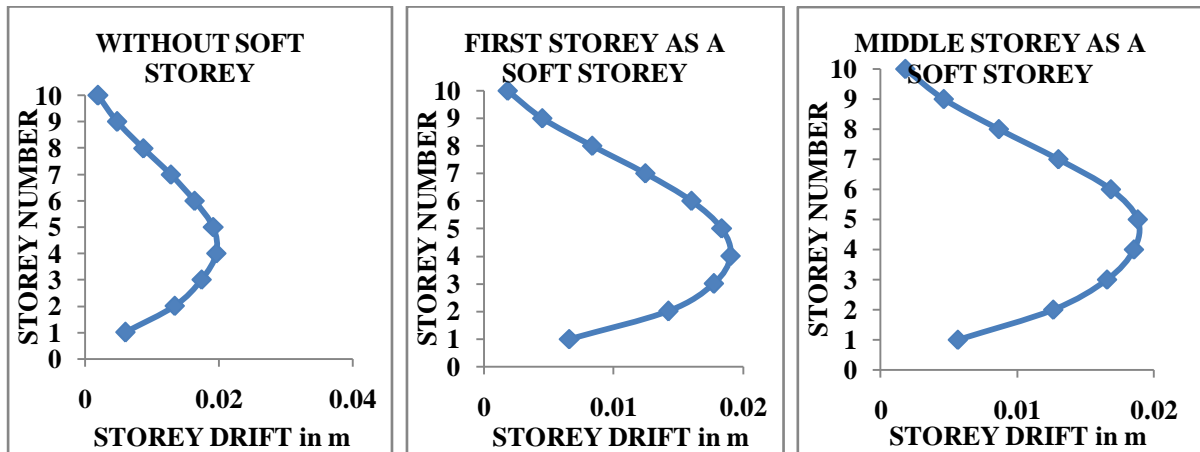 WITHOUT SOFT
STOREY
STOREY NUMBER
10
9
8
7
6
5
4
3
2
1
0
0 0.02 0.04
STOREY DRIFT in m
FIRST STOREY AS A
SOFT STOREY
STOREY NUMBER
10
9
8
7
6
5
4
3
2
1
0
0 0.01 0.02
STOREY DRIFT in m
MIDDLE STOREY AS A
SOFT STOREY
STOREY NUMBER
10
9
8
7
6
5
4
3
2
1
0
0 0.01 0.02
STOREY DRIFT in m